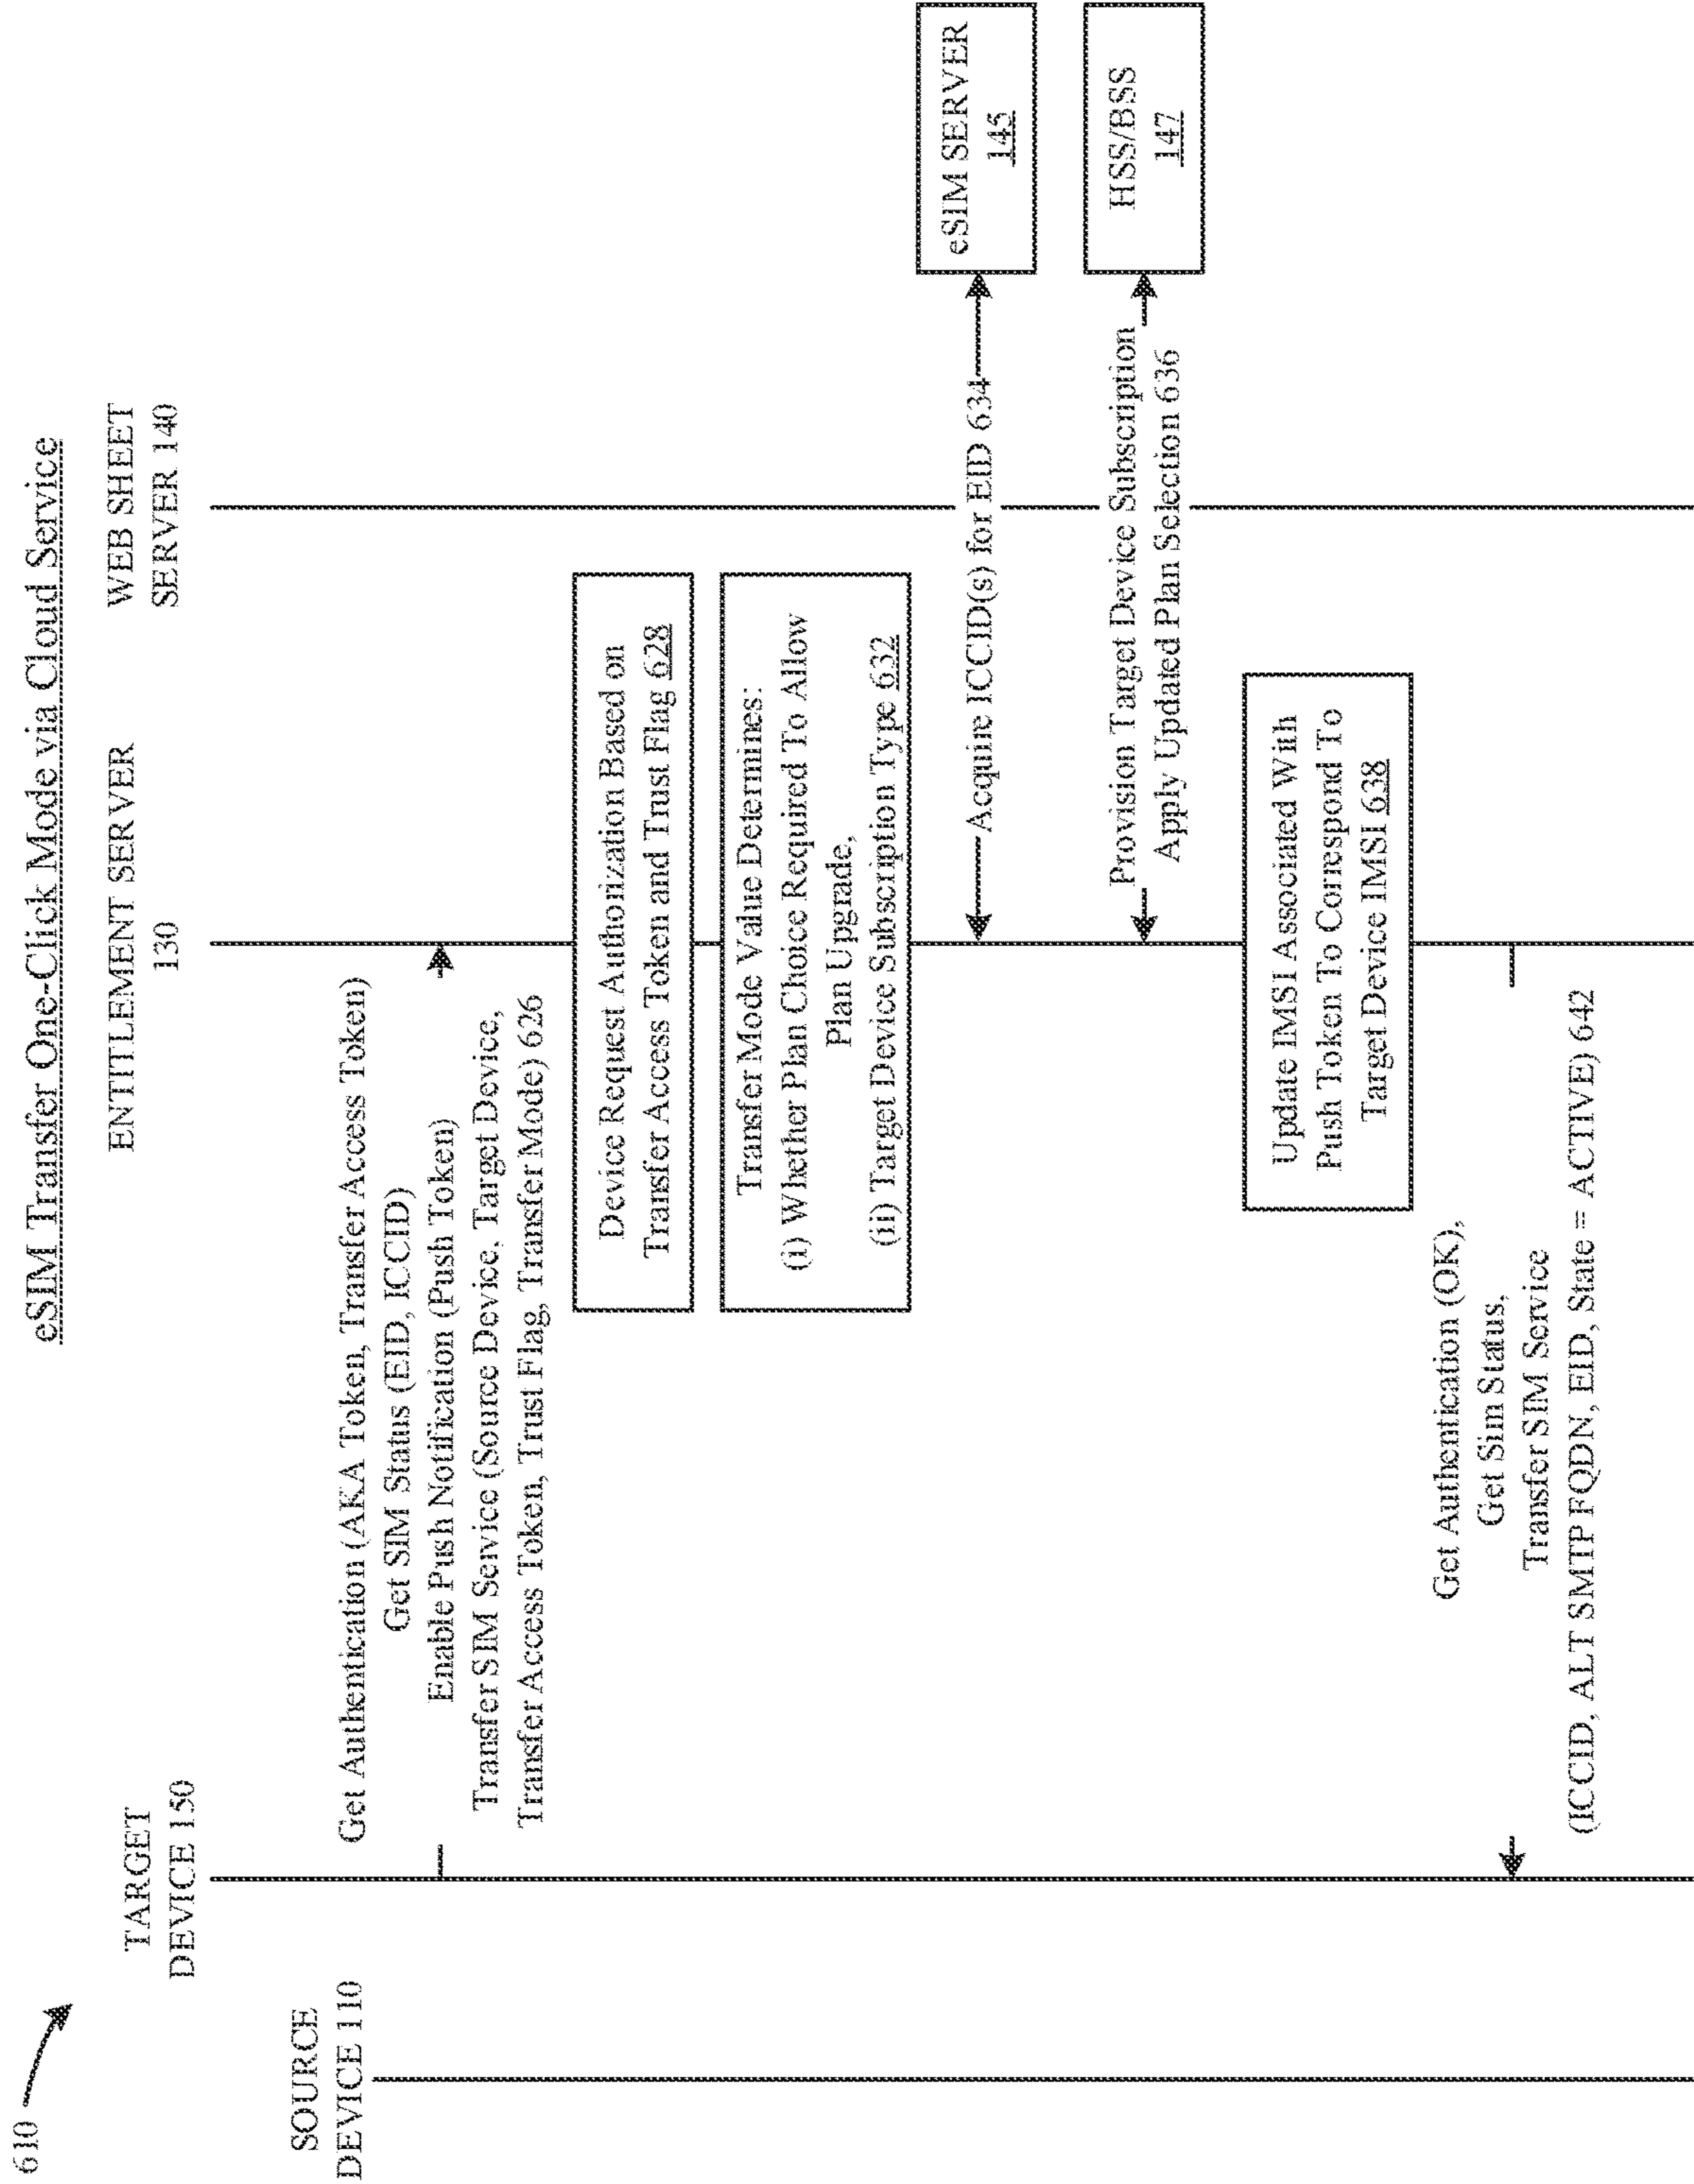 610
eSIM Transfer One-Click Mode via Cloud Service
SOURCE
DEVICE 110
TARGET
DEVICE 150
ENTITLEMENT SERVER
130
WEB SHEET
SERVER 140
Get Authentication (AKA Token, Transfer Access Token)
Get SIM Status (EID, ICCID)
Enable Push Notification (Push Token)
Transfer SIM Service (Source Device, Target Device,
Transfer Access Token, Trust Flag, Transfer Mode) 626
Device Request Authorization Based on
Transfer Access Token and Trust Flag 628
Transfer Mode Value Determines:
(i) Whether Plan Choice Required To Allow
Plan Upgrade,
(ii) Target Device Subscription Type 632
Acquire ICCID(s) for EID 634
eSIM SERVER
145
Provision Target Device Subscription
Apply Updated Plan Selection 636
HSS/BSS
147
Update IMSI Associated With
Push Token To Correspond To
Target Device IMSI 638
Get Authentication (OK),
Get Sim Status,
Transfer SIM Service
(ICCID, ALT SMTP FQDN, EID, State = ACTIVE) 642